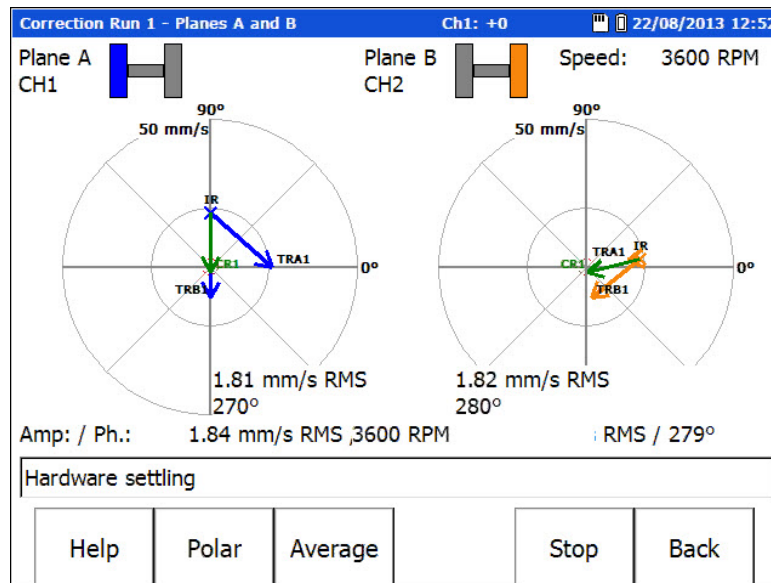 Correction Run 1 - Planes A and B Ch1: +0 22/08/2013 12:52
Plane A
CH1
Plane B
CH2
Speed: 3600 RPM
90º
50 mm/s
IR
CR1
TRA1
TRB1
0º
1.81 mm/s RMS
270º
90º
50 mm/s
TRA1
IR
CR1
TRB1
0º
1.82 mm/s RMS
280º
Amp: / Ph.: 1.84 mm/s RMS ,3600 RPM RMS / 279º
Hardware settling
Help Polar Average Stop Back